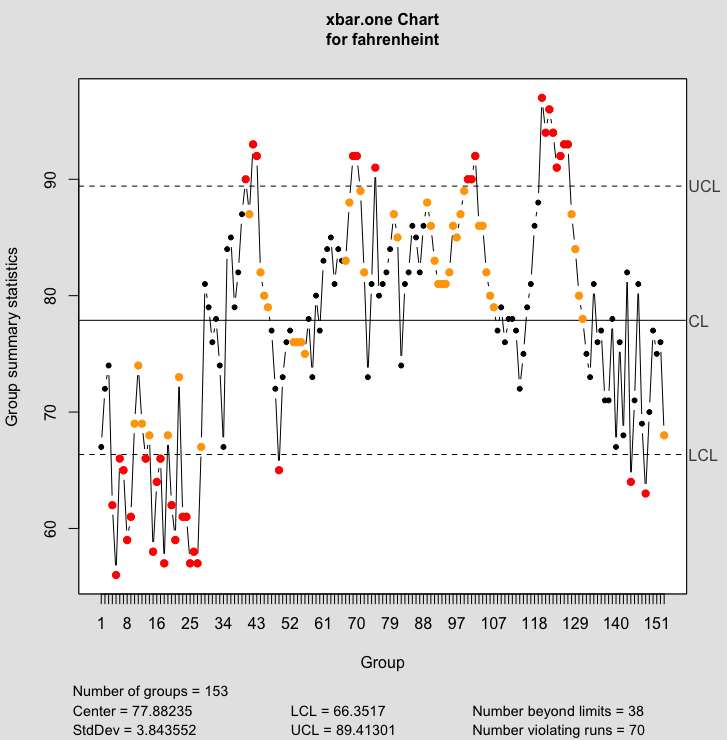 xbar.one Chart
for fahrenheint
Group summary statistics
90
80
70
60
UCL
CL
LCL
1 8 16 25 34 43 52 61 70 79 88 97 107 118 129 140 151
Group
Number of groups = 153
Center = 77.88235 LCL = 66.3517 Number beyond limits = 38
StdDev = 3.843552 UCL = 89.41301 Number violating runs = 70